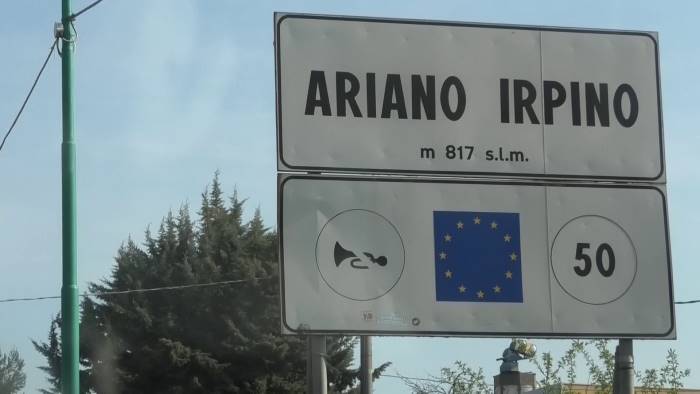 ARIANO IRPINO
m 817 s.l.m.
50